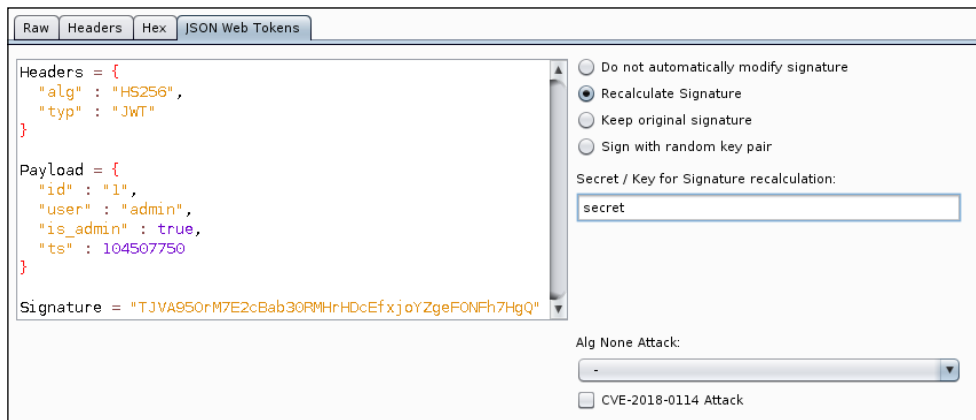 Raw Headers Hex JSON Web Tokens
Headers = {
"alg" : "HS256",
"typ" : "JWT"
}
Payload = {
"id" : "1",
"user" : "admin",
"is_admin" : true,
"ts" : 104507750
}
Signature = "TJVA95OrM7E2cBab30RMHrHDcEfxjoYZgeFONFh7HgQ"
Do not automatically modify signature
Recalculate Signature
Keep original signature
Sign with random key pair
Secret / Key for Signature recalculation:
secret
Alg None Attack:
-
CVE-2018-0114 Attack